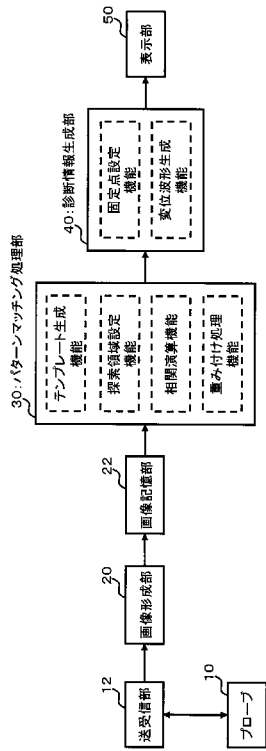 10
プローブ
12
送受信部
20
画像形成部
22
画像記憶部
30:パターンマッチング処理部
テンプレート生成
機能
探索領域設定
機能
相関演算機能
重み付け処理
機能
40:診断情報生成部
固定点設定
機能
変位波形生成
機能
50
表示部